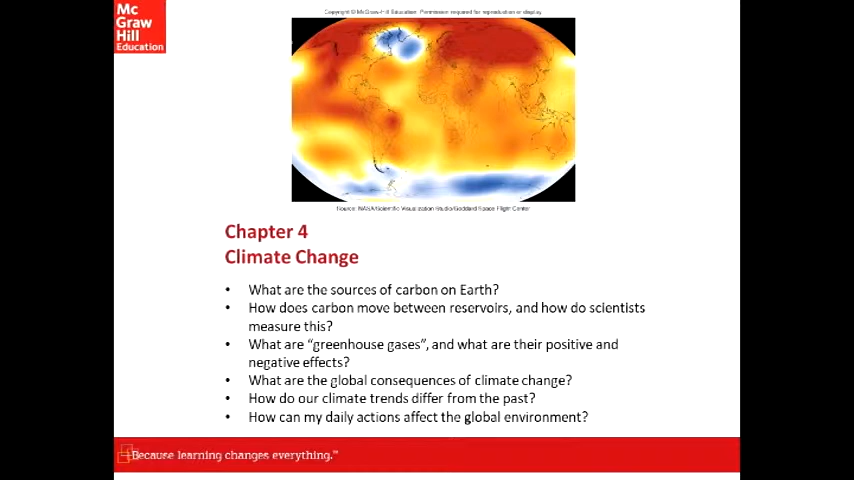 Mc
Graw
Hill
Education
Copyright © McGraw-Hill Education. Permission required for reproduction or display.
Source: NASA/Scientific Visualization Studio/Goddard Space Flight Center
Chapter 4
Climate Change
• What are the sources of carbon on Earth?
• How does carbon move between reservoirs, and how do scientists
measure this?
• What are “greenhouse gases”, and what are their positive and
negative effects?
• What are the global consequences of climate change?
• How do our climate trends differ from the past?
• How can my daily actions affect the global environment?
“Because learning changes everything.”